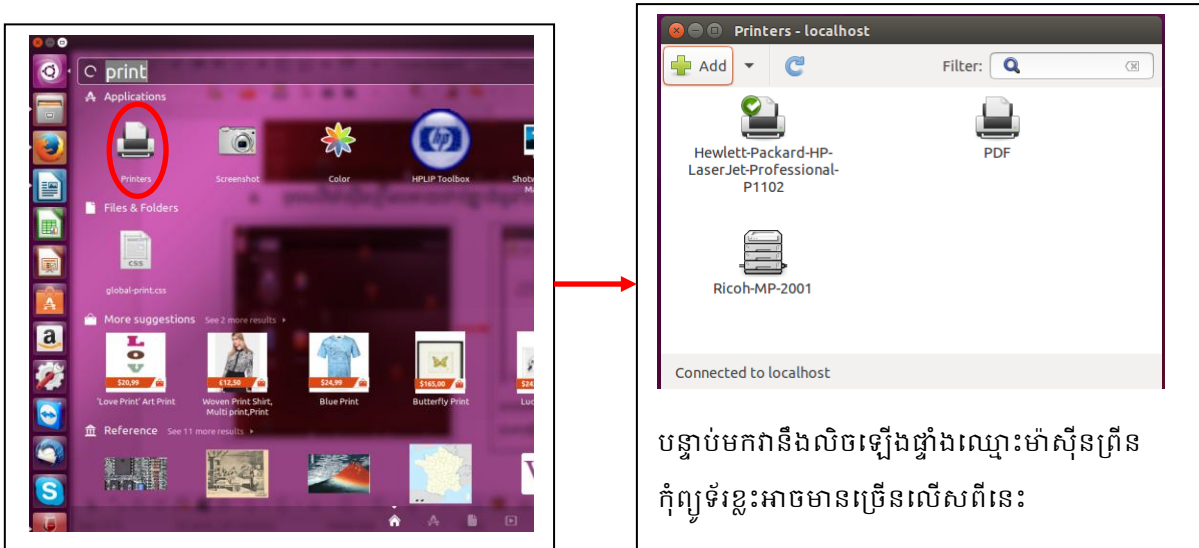 print
Applications
Printers
Screenshot
Color
HPLIP Toolbox
Files & Folders
css
global-print.css
More suggestions See 2 more results
L
O
V
$20,99
£12,50
$24,99
$165,00
$24
'Love Print' Art Print
Woven Print Shirt,
Multi print,Print
Blue Print
Butterfly Print
Luc
Reference See 11 more results
Printers - localhost
Add
Filter:
Hewlett-Packard-HP-
LaserJet-Professional-
P1102
PDF
Ricoh-MP-2001
Connected to localhost
បន្ទាប់មកវានឹងលិចឡើងផ្ទាំងឈ្មោះម៉ាស៊ីនព្រីន
កុំព្យូទ័រខ្លះអាចមានច្រើនលើសពីនេះ